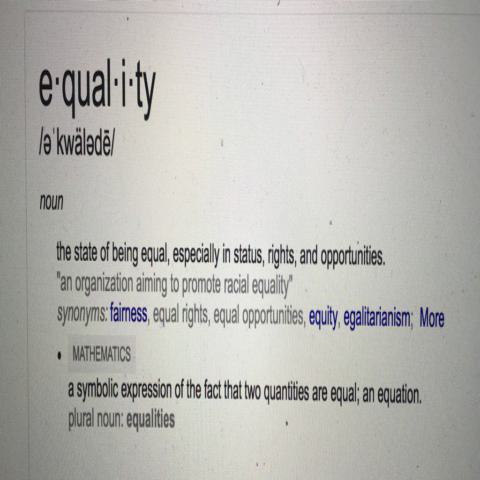 e·qual·i·ty
/əˈkwälədē/
noun
the state of being equal, especially in status, rights, and opportunities.
"an organization aiming to promote racial equality"
synonyms: fairness, equal rights, equal opportunities, equity, egalitarianism; More
• MATHEMATICS
a symbolic expression of the fact that two quantities are equal; an equation.
plural noun: equalities